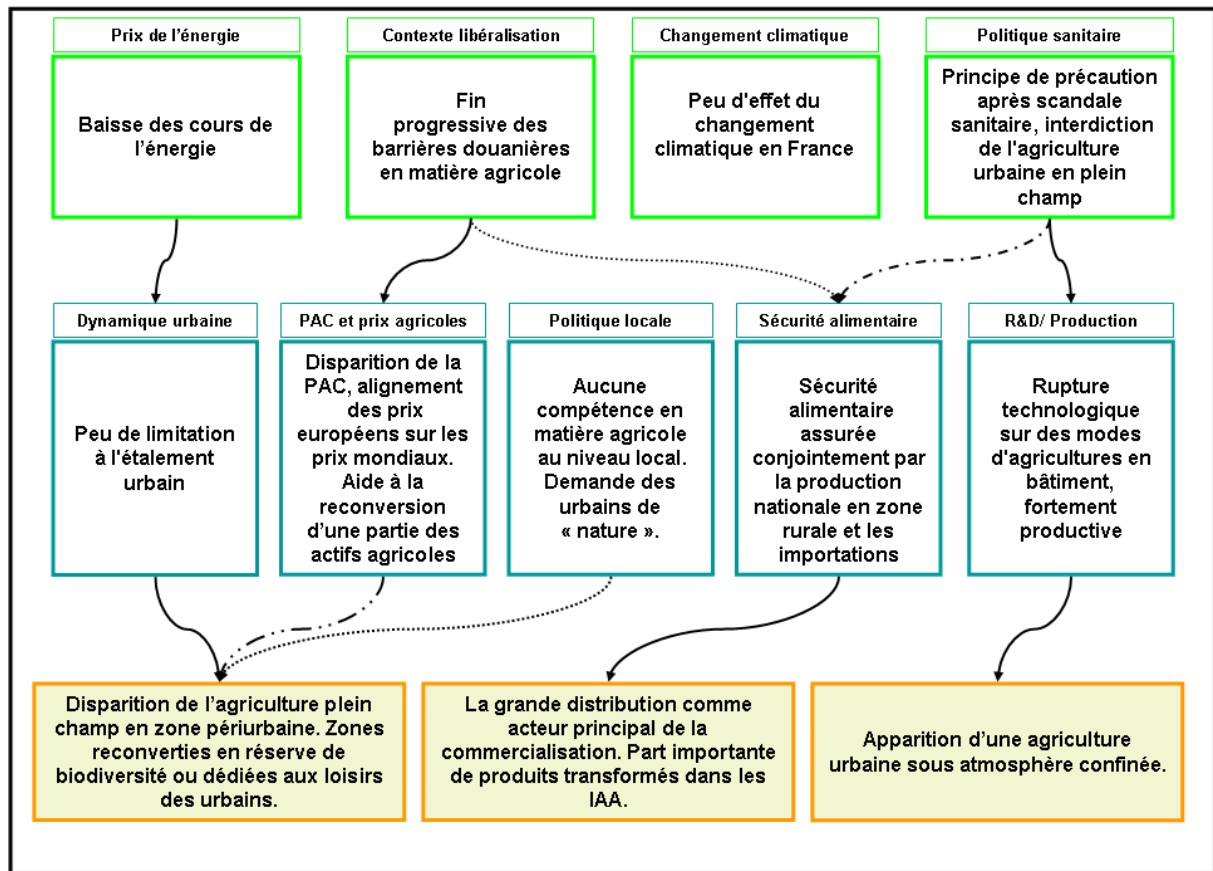 Prix de l'énergie
Baisse des cours de
l'énergie
Contexte libéralisation
Fin
progressive des
barrières douanières
en matière agricole
Changement climatique
Peu d'effet du
changement
climatique en France
Politique sanitaire
Principe de précaution
après scandale
sanitaire, interdiction
de l'agriculture
urbaine en plein
champ
Dynamique urbaine
Peu de limitation
à l'étalement
urbain
PAC et prix agricoles
Disparition de la
PAC, alignement
des prix
européens sur les
prix mondiaux.
Aide à la
reconversion
d'une partie des
actifs agricoles
Politique locale
Aucune
compétence en
matière agricole
au niveau local.
Demande des
urbains de
« nature ».
Sécurité alimentaire
Sécurité
alimentaire
assurée
conjointement par
la production
nationale en zone
rurale et les
importations
R&D/ Production
Rupture
technologique
sur des modes
d'agricultures en
bâtiment,
fortement
productive
Disparition de l'agriculture plein
champ en zone périurbaine. Zones
reconverties en réserve de
biodiversité ou dédiées aux loisirs
des urbains.
La grande distribution comme
acteur principal de la
commercialisation. Part importante
de produits transformés dans les
IAA.
Apparition d'une agriculture
urbaine sous atmosphère confinée.